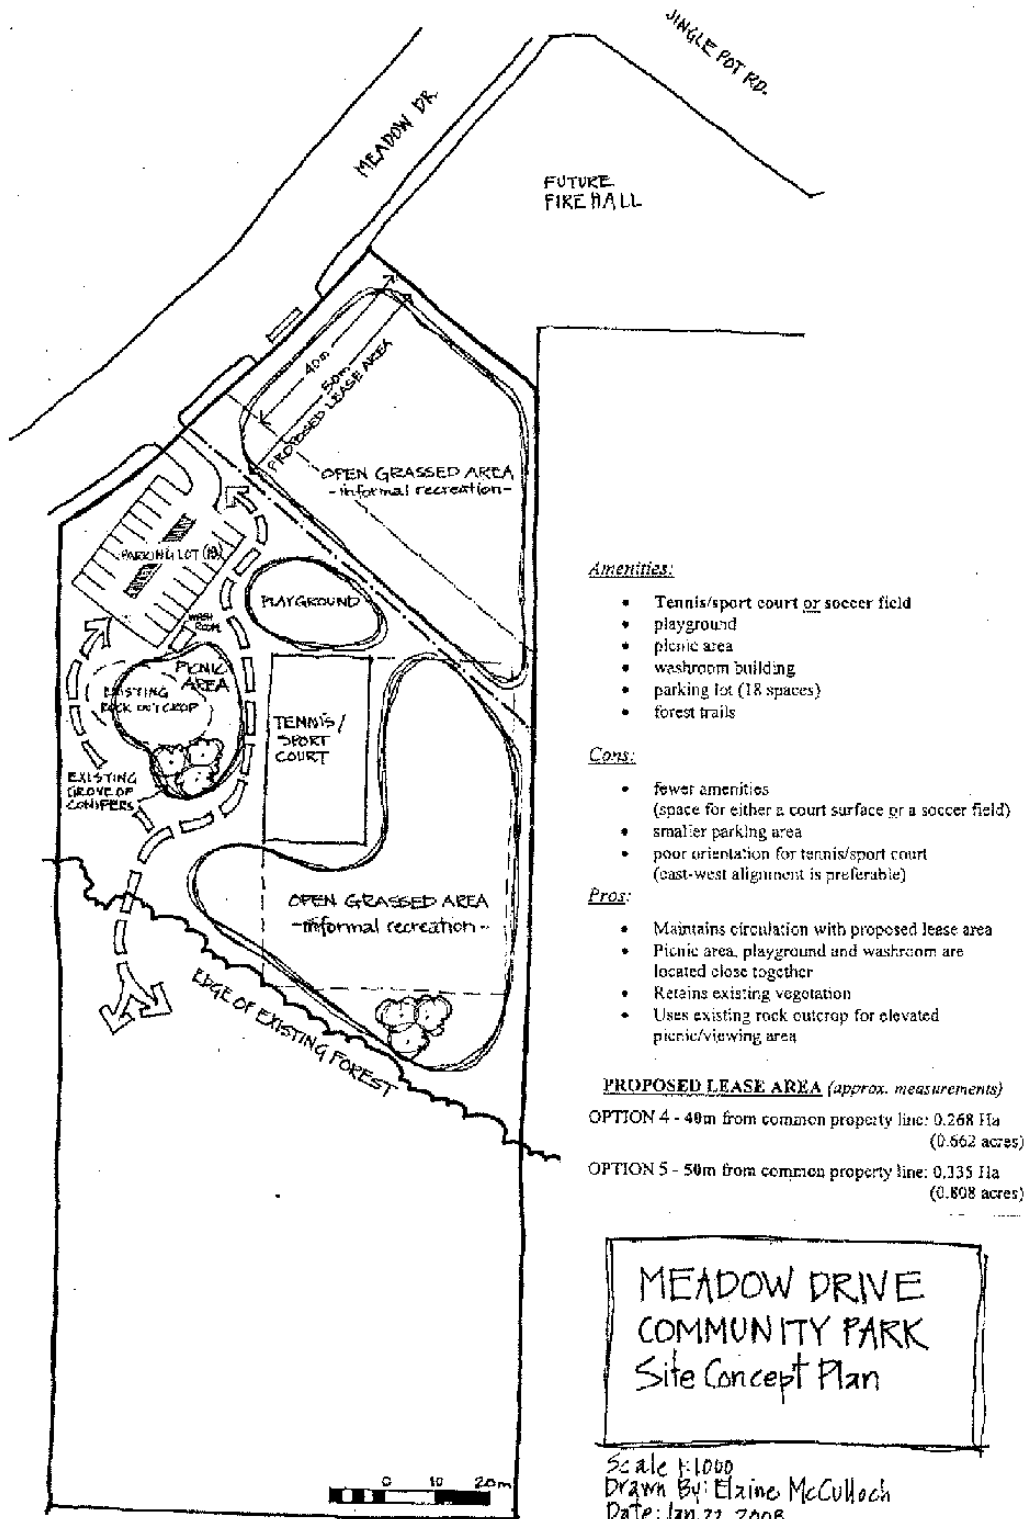 JINGLE POT RD.
MEADOW DR.
FUTURE
FIREHALL
40m
50m
PROPOSED LEASE AREA
OPEN GRASSED AREA
-informal recreation-
PARKING LOT
PLAYGROUND
WASH
ROOM
PICNIC
AREA
EXISTING
ROCK OUTCROP
TENNIS/
SPORT
COURT
EXISTING
GROVE OF
CONIFERS
OPEN GRASSED AREA
-informal recreation-
EDGE OF EXISTING FOREST
Amenities:
• Tennis/sport court or soccer field
• playground
• picnic area
• washroom building
• parking lot (18 spaces)
• forest trails
Cons:
• fewer amenities
(space for either a court surface or a soccer field)
• smaller parking area
• poor orientation for tennis/sport court
(east-west alignment is preferable)
Pros:
• Maintains circulation with proposed lease area
• Picnic area, playground and washroom are
located close together
• Retains existing vegetation
• Uses existing rock outcrop for elevated
picnic/viewing area
PROPOSED LEASE AREA (approx. measurements)
OPTION 4 - 40m from common property line: 0.268 Ha
(0.662 acres)
OPTION 5 - 50m from common property line: 0.335 Ha
(0.808 acres)
MEADOW DRIVE
COMMUNITY PARK
Site Concept Plan
0 10 20m
Scale 1:1000
Drawn By: Elaine McCulloch
Date: Jan. 22, 2008